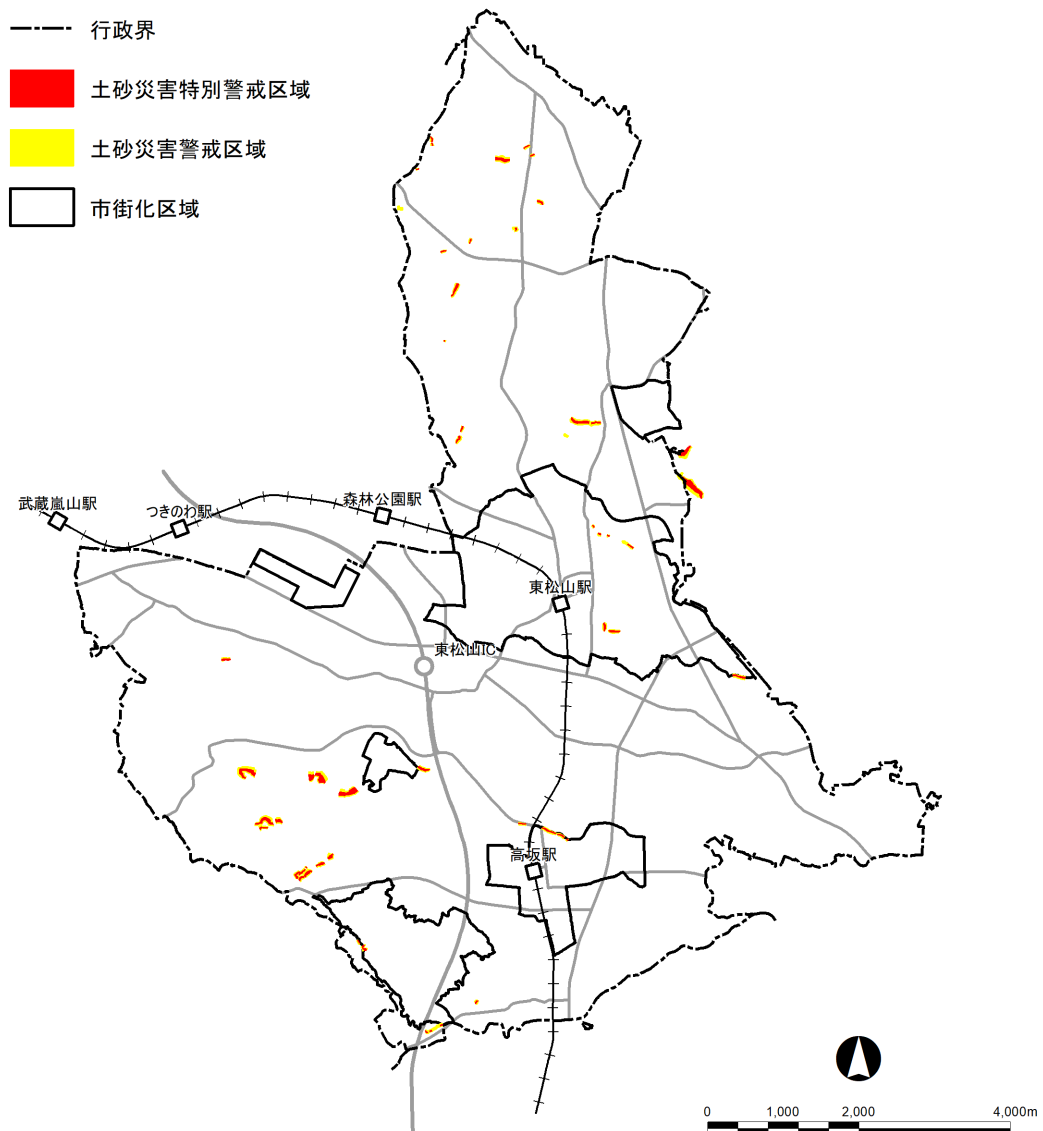 行政界
土砂災害特別警戒区域
土砂災害警戒区域
市街化区域
武蔵嵐山駅
つきのわ駅
森林公園駅
東松山駅
東松山IC
高坂駅
0 1,000 2,000 4,000m